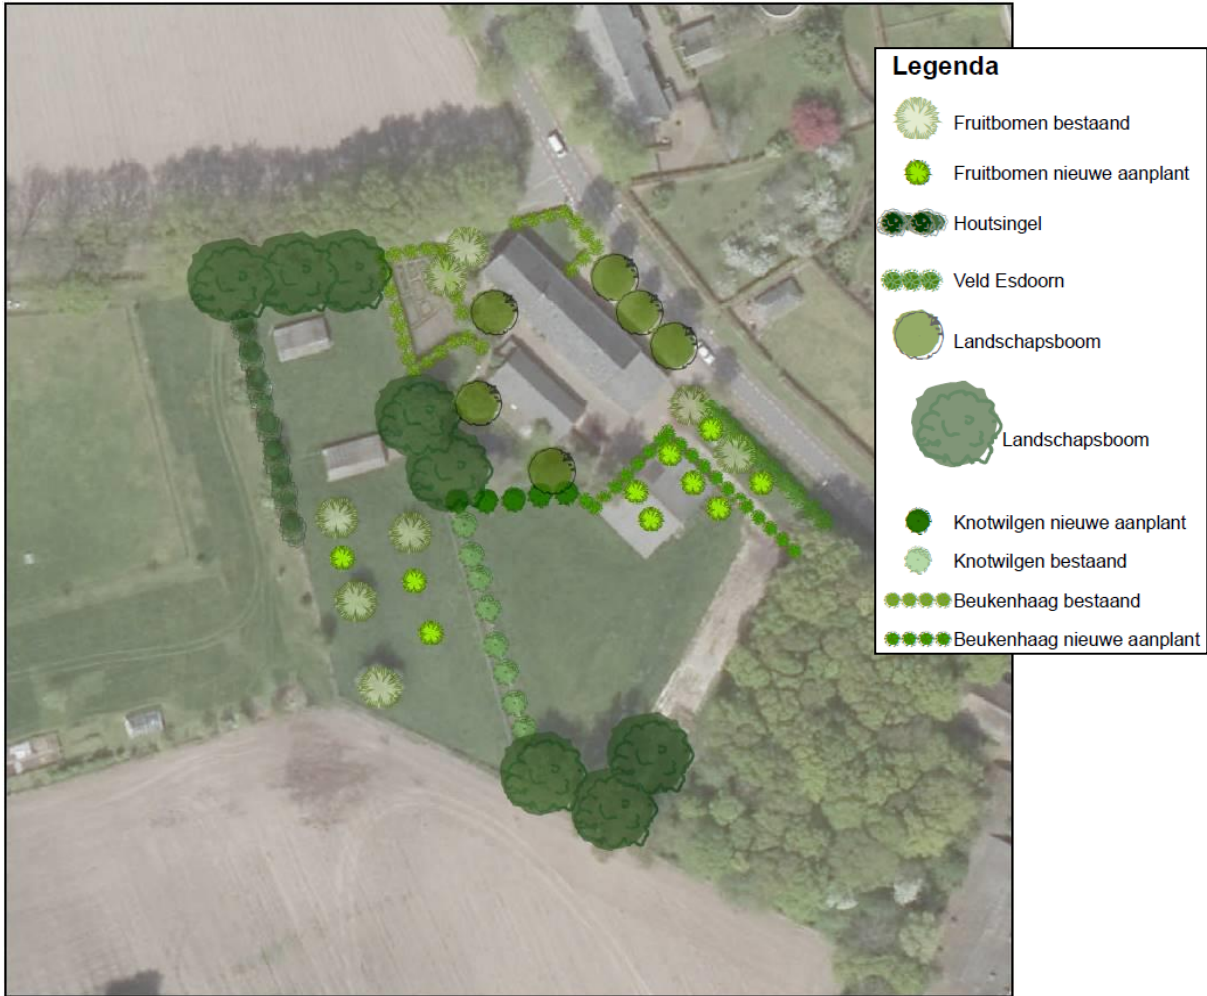 Legenda
Fruitbomen bestaand
Fruitbomen nieuwe aanplant
Houtsingel
Veld Esdoorn
Landschapsboom
Landschapsboom
Knotwilgen nieuwe aanplant
Knotwilgen bestaand
Beukenhaag bestaand
Beukenhaag nieuwe aanplant